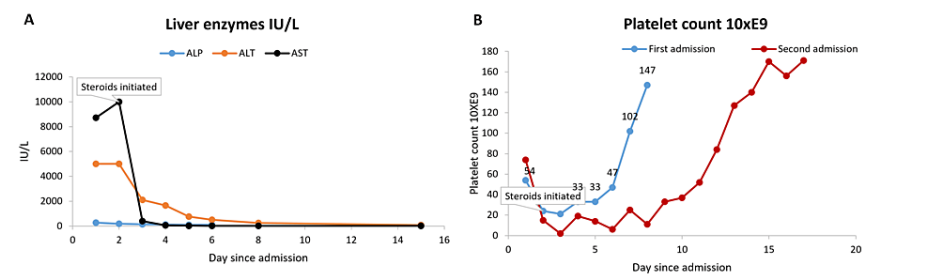 A
Liver enzymes IU/L
ALP ALT AST
12000
10000
8000
6000
4000
2000
0
IU/L
Steroids initiated
0 2 4 6 8 10 12 14 16
Day since admission
B
Platelet count 10xE9
First admission Second admission
180
160
140
120
100
80
60
40
20
0
Platelet count 10XE9
147
102
54
47
33 33
Steroids initiated
0 5 10 15 20
Day since admission